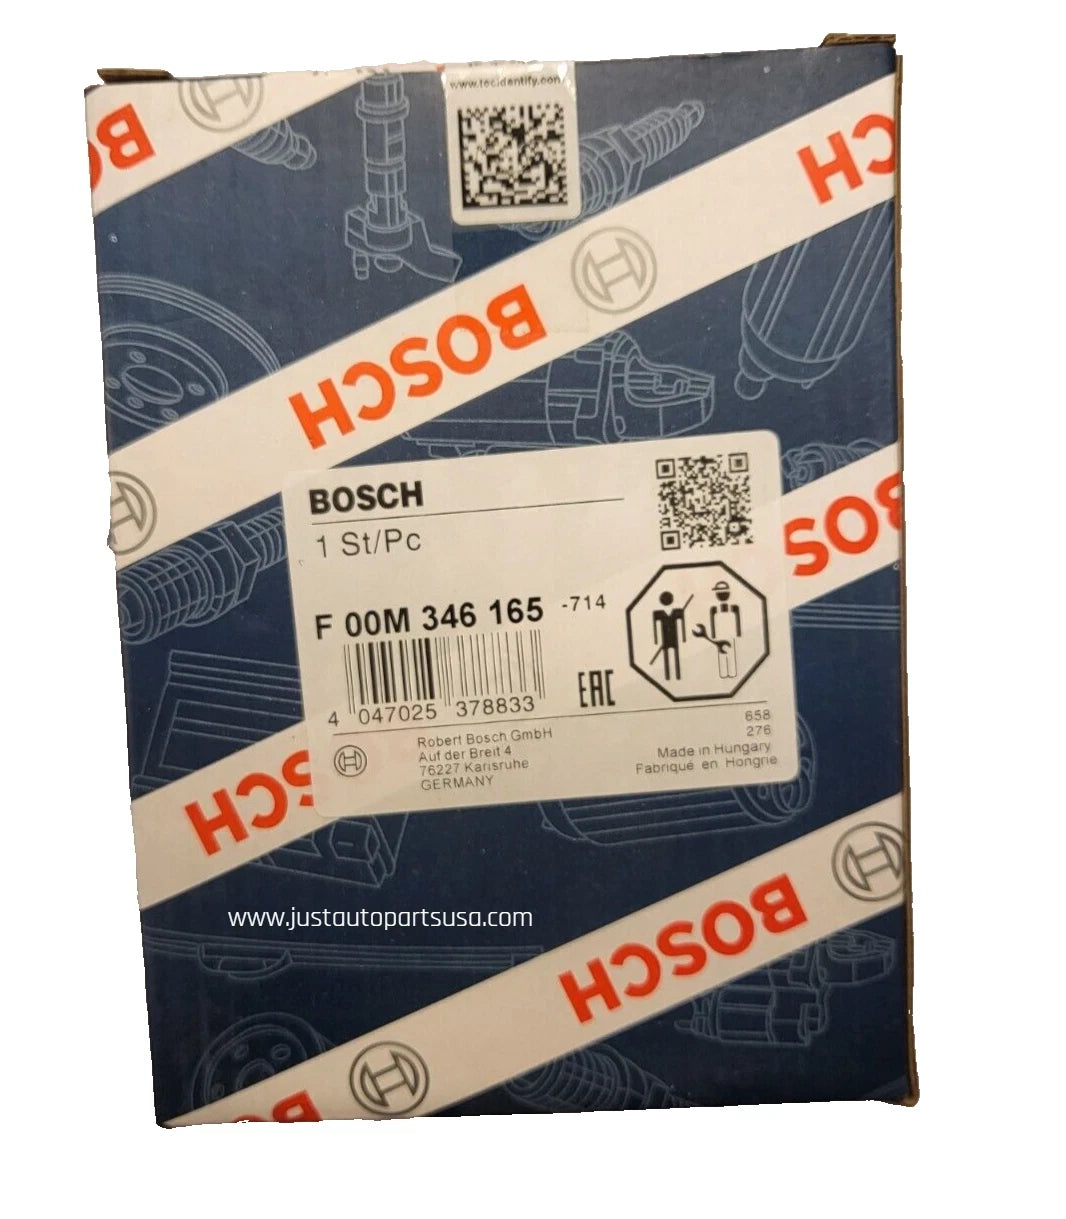 www.tecidentify.com
BOSCH
BOSCH
BOSCH
1 St/Pc
F 00M 346 165 -714
4 047025 378833
EAC
658
276
Robert Bosch GmbH
Auf der Breit 4
76227 Karlsruhe
GERMANY
Made in Hungary
Fabriqué en Hongrie
BOSCH
BOSCH
www.justautopartsusa.com
BOSCH
BOSCH